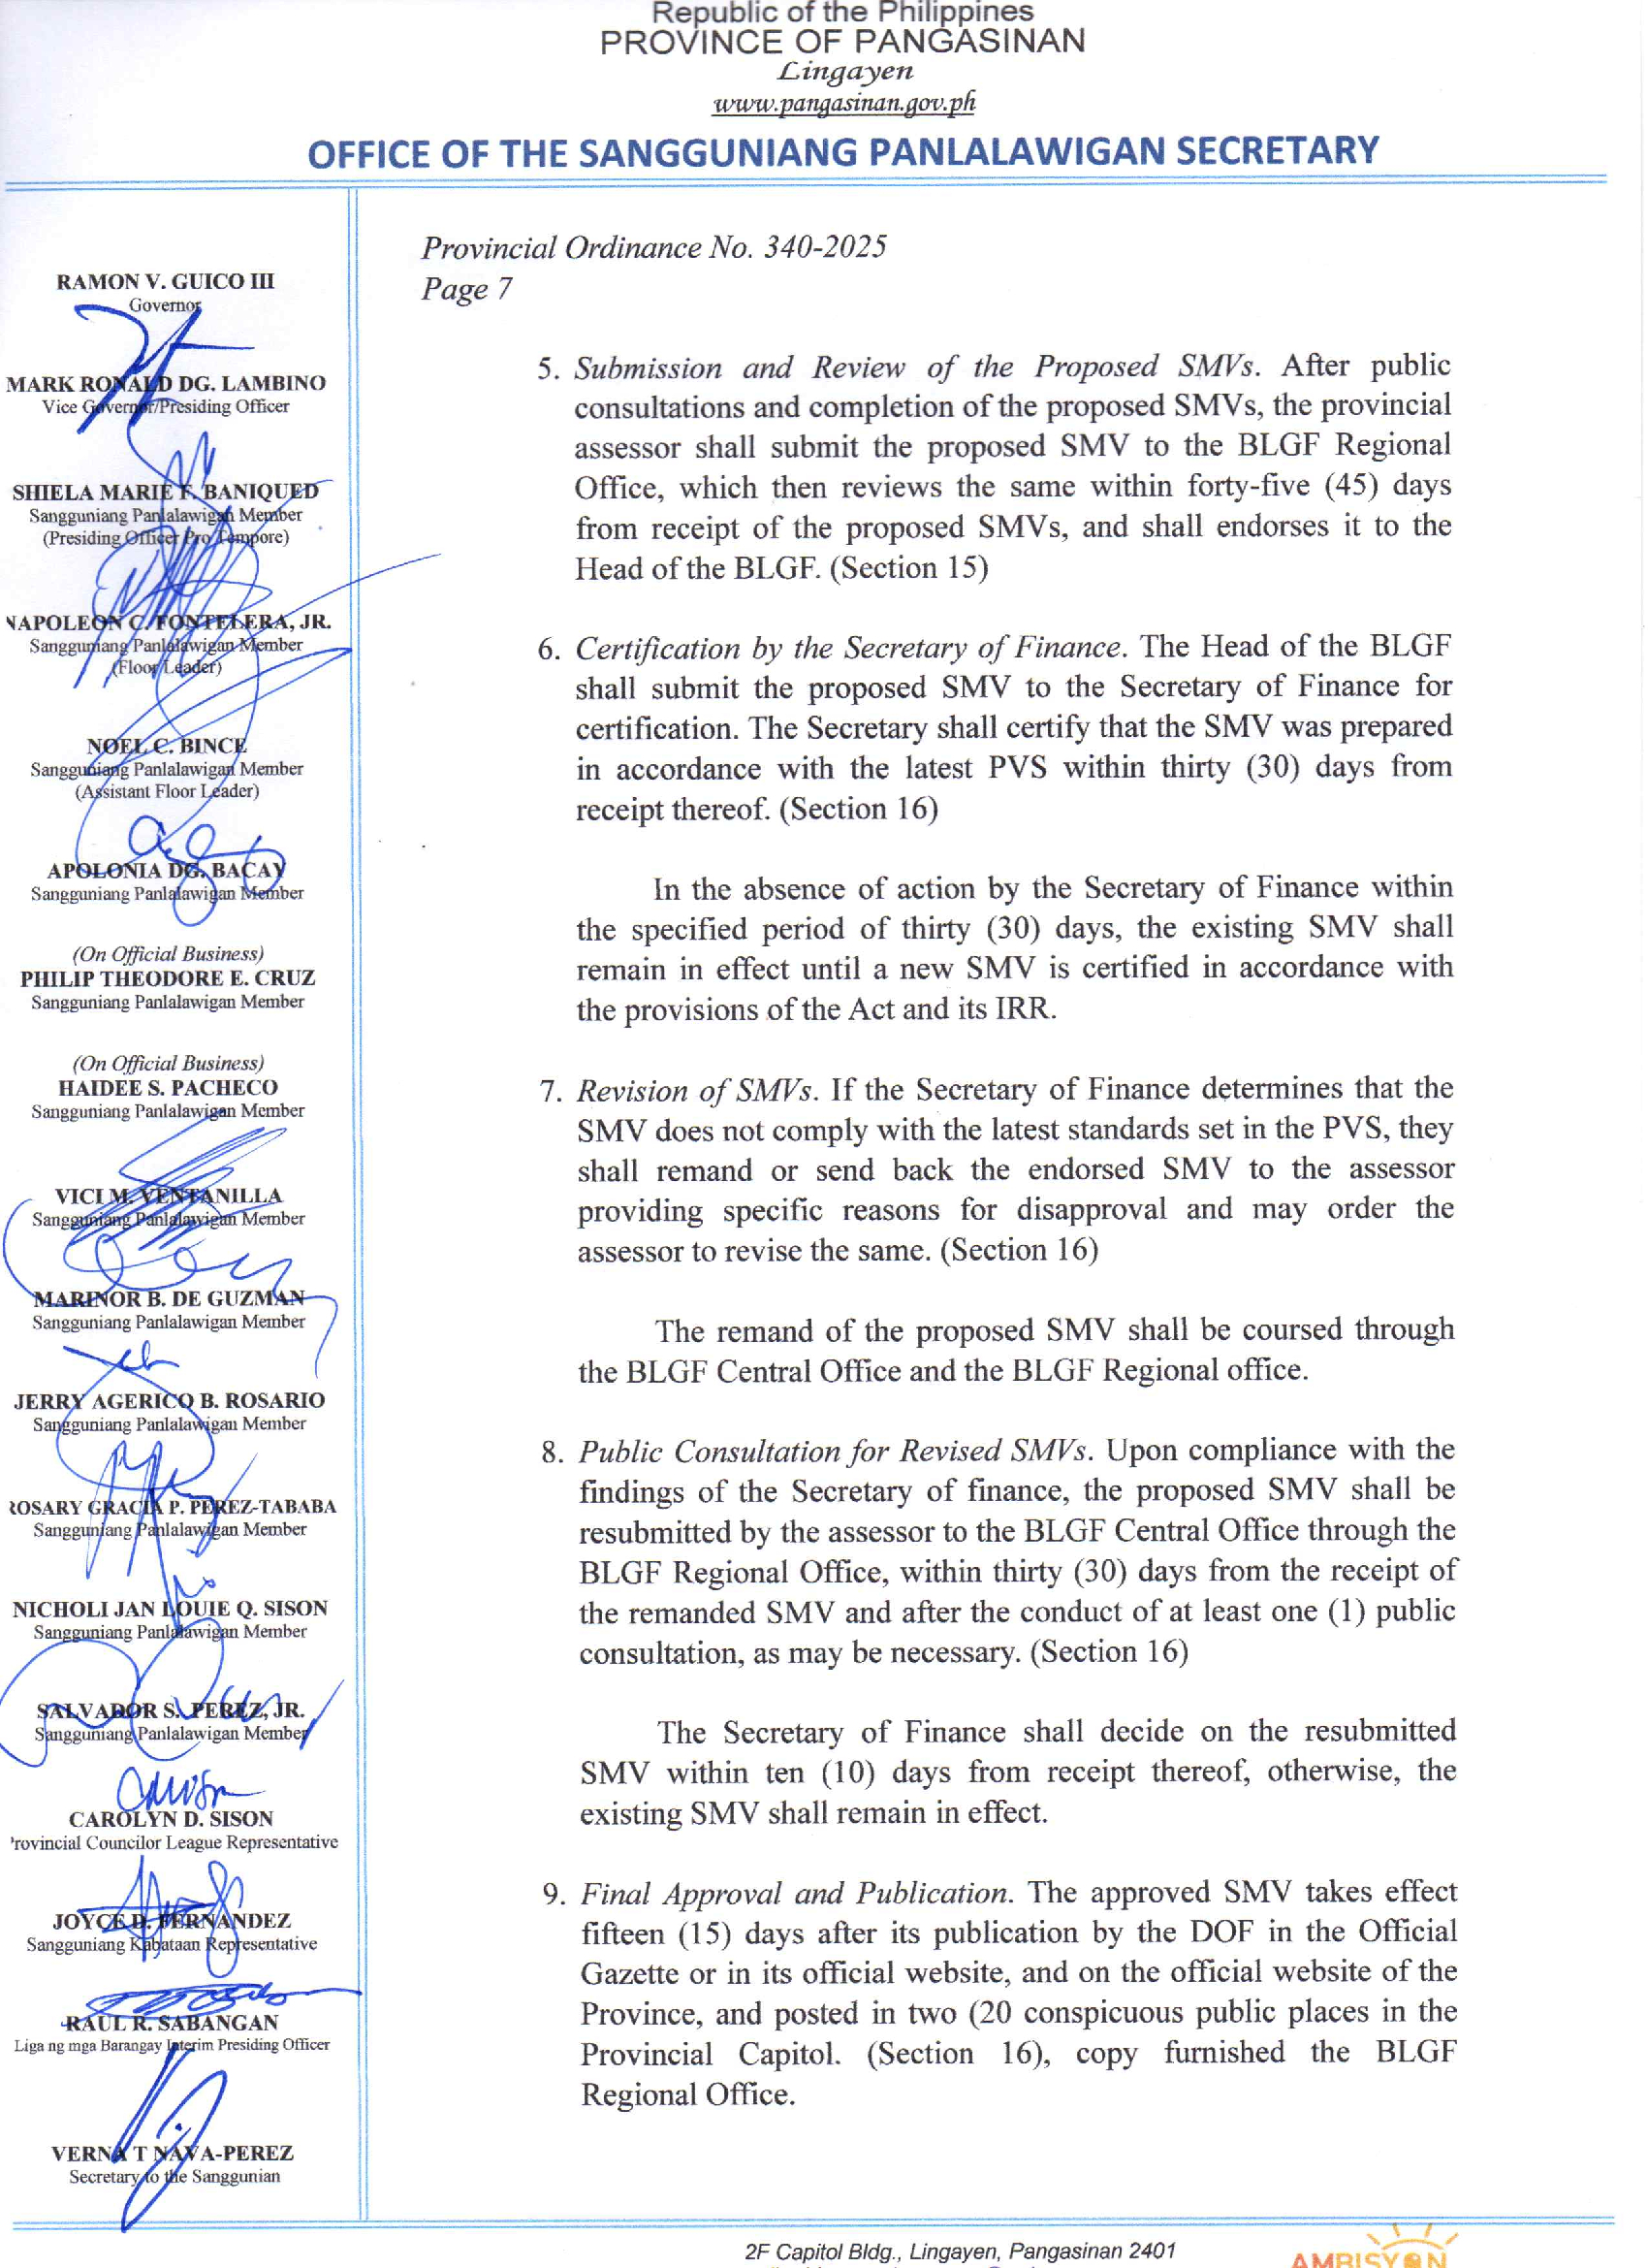 Republic of the Philippines
PROVINCE OF PANGASINAN
Lingayen
www.pangasinan.gov.ph
OFFICE OF THE SANGGUNIANG PANLALAWIGAN SECRETARY
RAMON V. GUICO III
Governor
MARK RONALD DG. LAMBINO
Vice Governor/Presiding Officer
SHIELA MARIE F. BANIQUED
Sangguniang Panlalawigan Member
(Presiding Officer Pro Tempore)
NAPOLEON C. FONTELERA, JR.
Sangguniang Panlalawigan Member
(Floor Leader)
NOEL C. BINCE
Sangguniang Panlalawigan Member
(Assistant Floor Leader)
APOLONIA DG. BACAY
Sangguniang Panlalawigan Member
(On Official Business)
PHILIP THEODORE E. CRUZ
Sangguniang Panlalawigan Member
(On Official Business)
HAIDEE S. PACHECO
Sangguniang Panlalawigan Member
VICI M. VENTANILLA
Sangguniang Panlalawigan Member
MARINOR B. DE GUZMAN
Sangguniang Panlalawigan Member
JERRY AGERICO B. ROSARIO
Sangguniang Panlalawigan Member
ROSARY GRACIA P. PEREZ-TABABA
Sangguniang Panlalawigan Member
NICHOLI JAN LOUIE Q. SISON
Sangguniang Panlalawigan Member
SALVADOR S. PEREZ, JR.
Sangguniang Panlalawigan Member
CAROLYN D. SISON
Provincial Councilor League Representative
JOYCE D. FERNANDEZ
Sangguniang Kabataan Representative
RAUL R. SABANGAN
Liga ng mga Barangay Interim Presiding Officer
VERNA T NAVA-PEREZ
Secretary to the Sanggunian
Provincial Ordinance No. 340-2025
Page 7
5. Submission and Review of the Proposed SMVs. After public
consultations and completion of the proposed SMVs, the provincial
assessor shall submit the proposed SMV to the BLGF Regional
Office, which then reviews the same within forty-five (45) days
from receipt of the proposed SMVs, and shall endorses it to the
Head of the BLGF. (Section 15)
6. Certification by the Secretary of Finance. The Head of the BLGF
shall submit the proposed SMV to the Secretary of Finance for
certification. The Secretary shall certify that the SMV was prepared
in accordance with the latest PVS within thirty (30) days from
receipt thereof. (Section 16)
In the absence of action by the Secretary of Finance within
the specified period of thirty (30) days, the existing SMV shall
remain in effect until a new SMV is certified in accordance with
the provisions of the Act and its IRR.
7. Revision of SMVs. If the Secretary of Finance determines that the
SMV does not comply with the latest standards set in the PVS, they
shall remand or send back the endorsed SMV to the assessor
providing specific reasons for disapproval and may order the
assessor to revise the same. (Section 16)
The remand of the proposed SMV shall be coursed through
the BLGF Central Office and the BLGF Regional office.
8. Public Consultation for Revised SMVs. Upon compliance with the
findings of the Secretary of finance, the proposed SMV shall be
resubmitted by the assessor to the BLGF Central Office through the
BLGF Regional Office, within thirty (30) days from the receipt of
the remanded SMV and after the conduct of at least one (1) public
consultation, as may be necessary. (Section 16)
The Secretary of Finance shall decide on the resubmitted
SMV within ten (10) days from receipt thereof, otherwise, the
existing SMV shall remain in effect.
9. Final Approval and Publication. The approved SMV takes effect
fifteen (15) days after its publication by the DOF in the Official
Gazette or in its official website, and on the official website of the
Province, and posted in two (20 conspicuous public places in the
Provincial Capitol. (Section 16), copy furnished the BLGF
Regional Office.
2F Capitol Bldg., Lingayen, Pangasinan 2401
AMBISYON